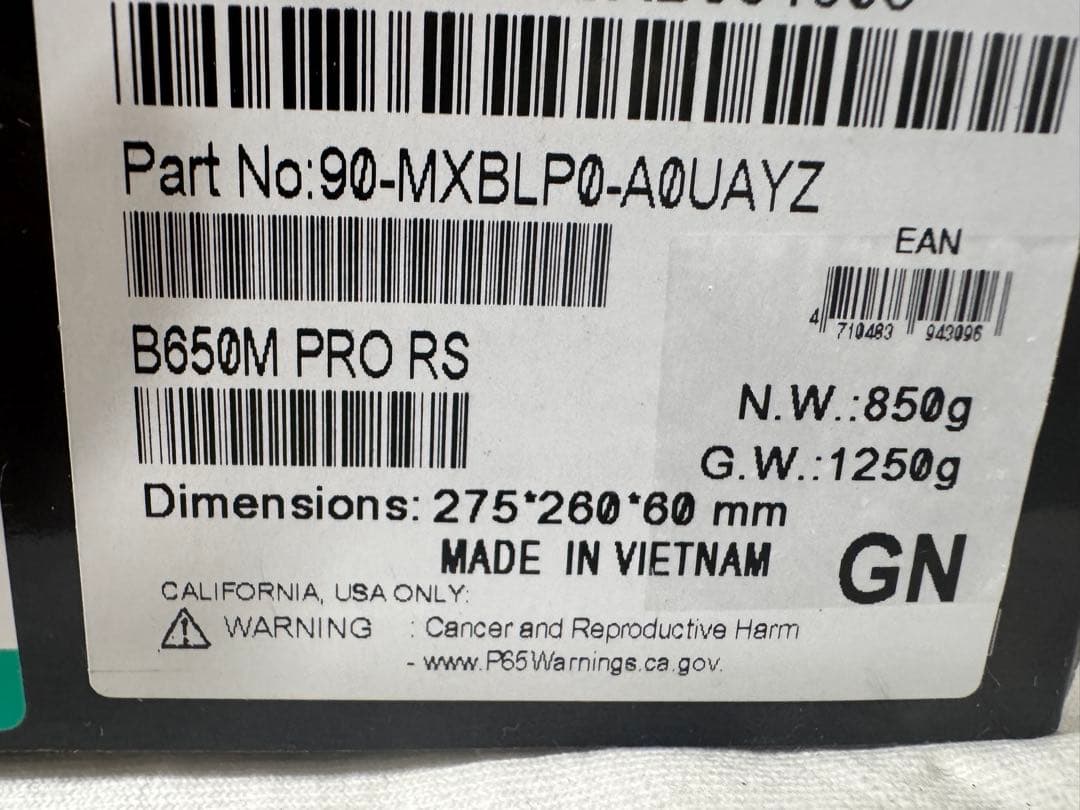 Part No:90-MXBLP0-A0UAYZ
EAN
4 710483 943096
B650M PRO RS
N.W.:850g
G.W.:1250g
Dimensions: 275*260*60 mm
MADE IN VIETNAM
GN
CALIFORNIA, USA ONLY:
WARNING : Cancer and Reproductive Harm
- www.P65Warnings.ca.gov.